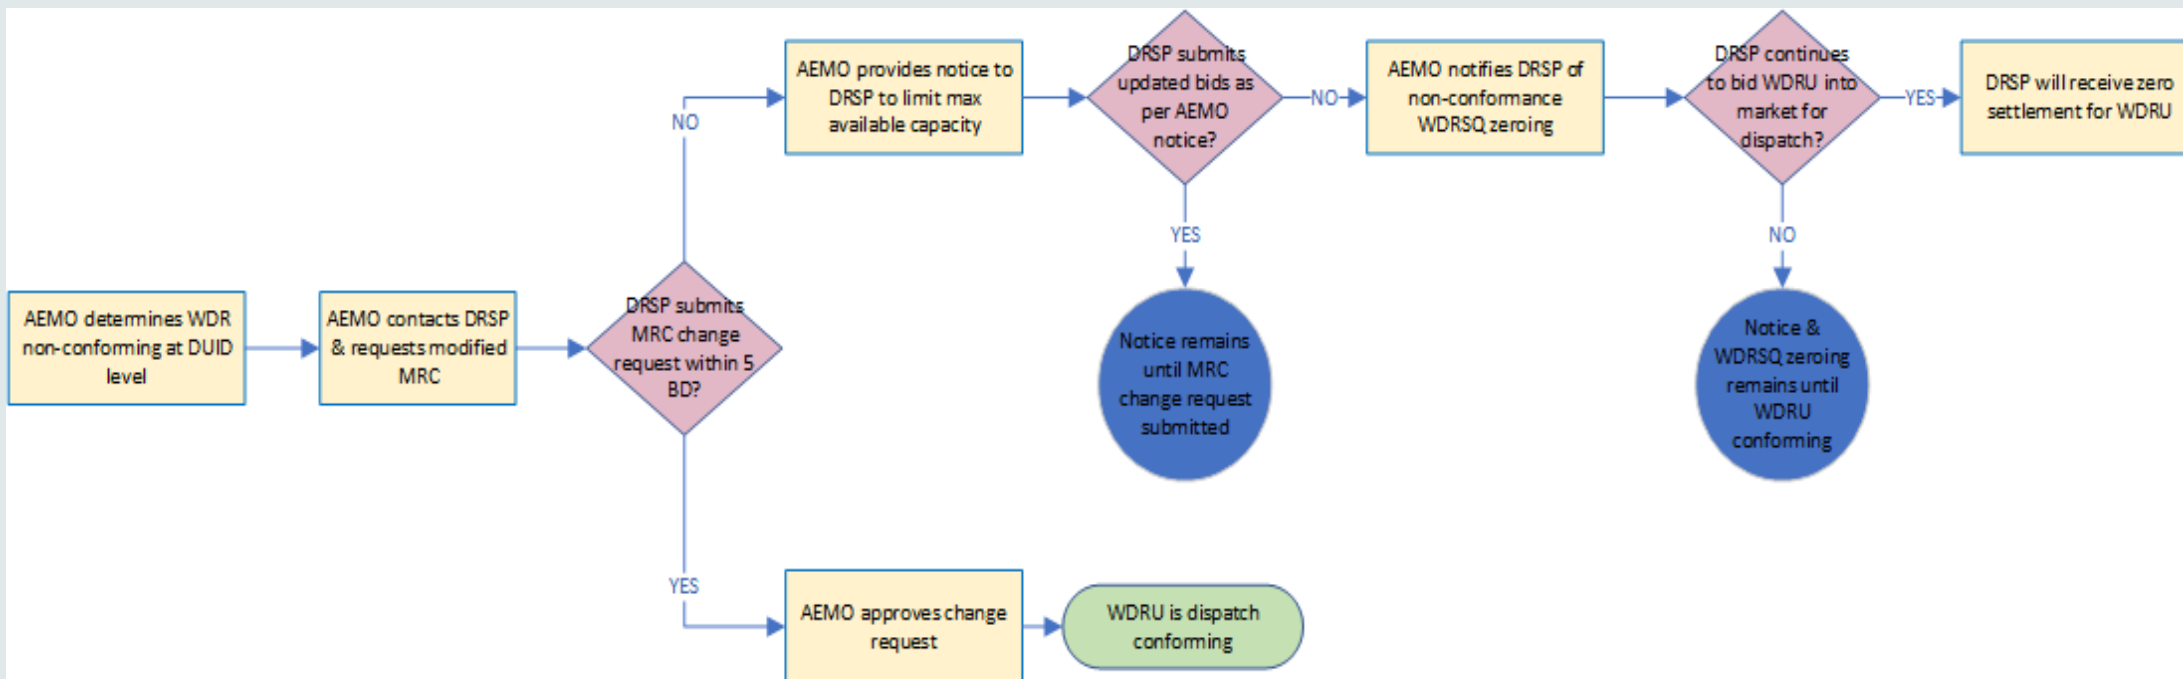 AEMO determines WDR
non-conforming at DUID
level
AEMO contacts DRSP
& requests modified
MRC
DRSP submits
MRC change
request within 5
BD?
NO
AEMO provides notice to
DRSP to limit max
available capacity
DRSP submits
updated bids as
per AEMO
notice?
NO
AEMO notifies DRSP of
non-conformance
WDRSQ zeroing
DRSP continues
to bid WDRU into
market for
dispatch?
YES
DRSP will receive zero
settlement for WDRU
YES
Notice remains
until MRC
change request
submitted
NO
Notice &
WDRSQ zeroing
remains until
WDRU
conforming
YES
AEMO approves change
request
WDRU is dispatch
conforming